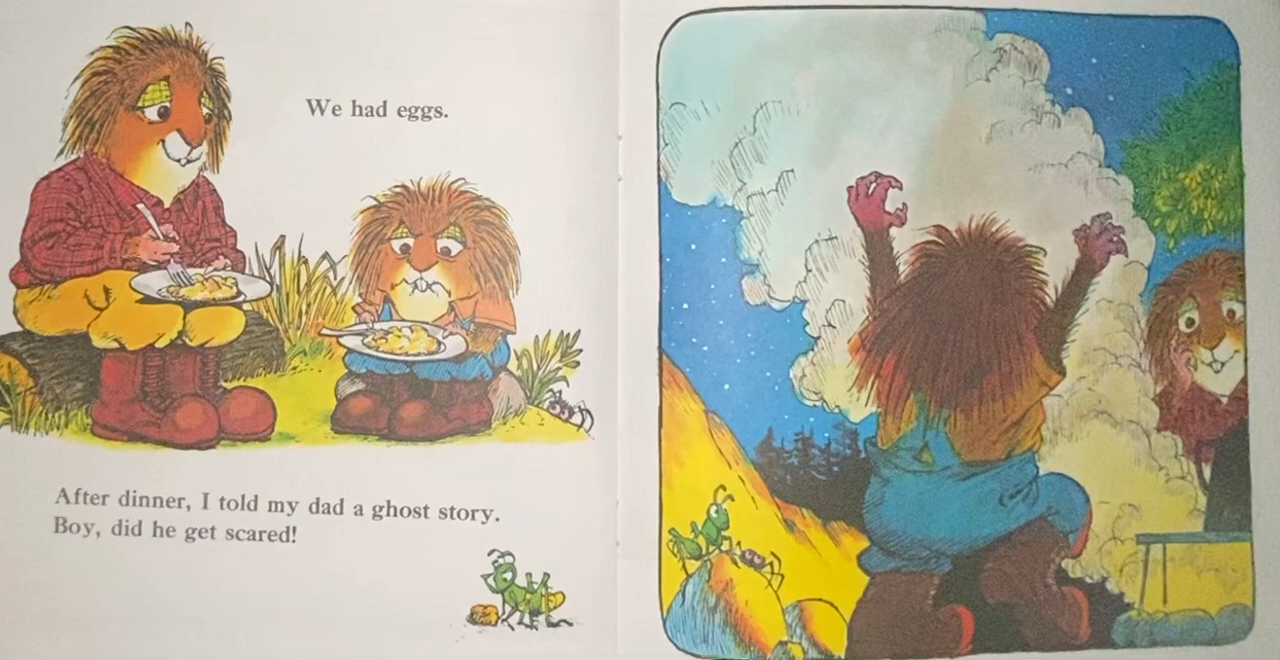 We had eggs.
After dinner, I told my dad a ghost story.
Boy, did he get scared!